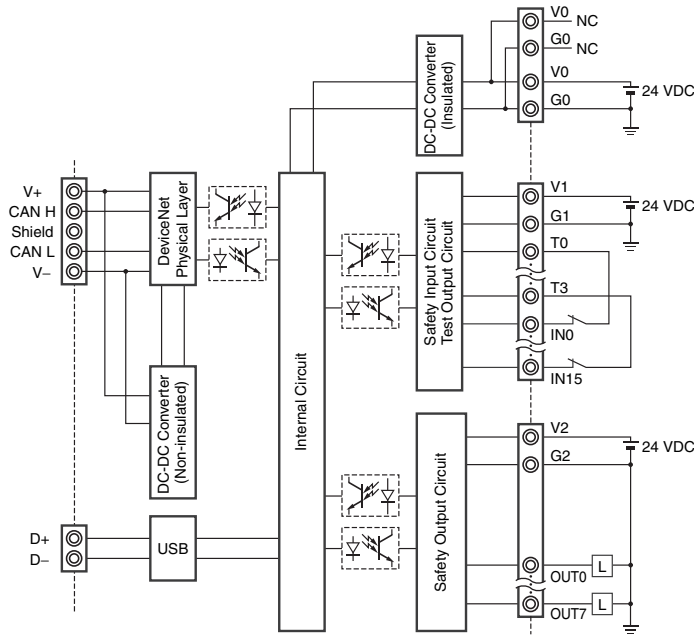 V0
NC
G0
NC
V0
24 VDC
G0
DC-DC Converter
(Insulated)
V+
CAN H
Shield
CAN L
V–
DeviceNet
Physical Layer
DC-DC Converter
(Non-insulated)
D+
D–
USB
Internal Circuit
Safety Input Circuit
Test Output Circuit
V1
24 VDC
G1
T0
T3
IN0
IN15
Safety Output Circuit
V2
24 VDC
G2
OUT0
L
OUT7
L